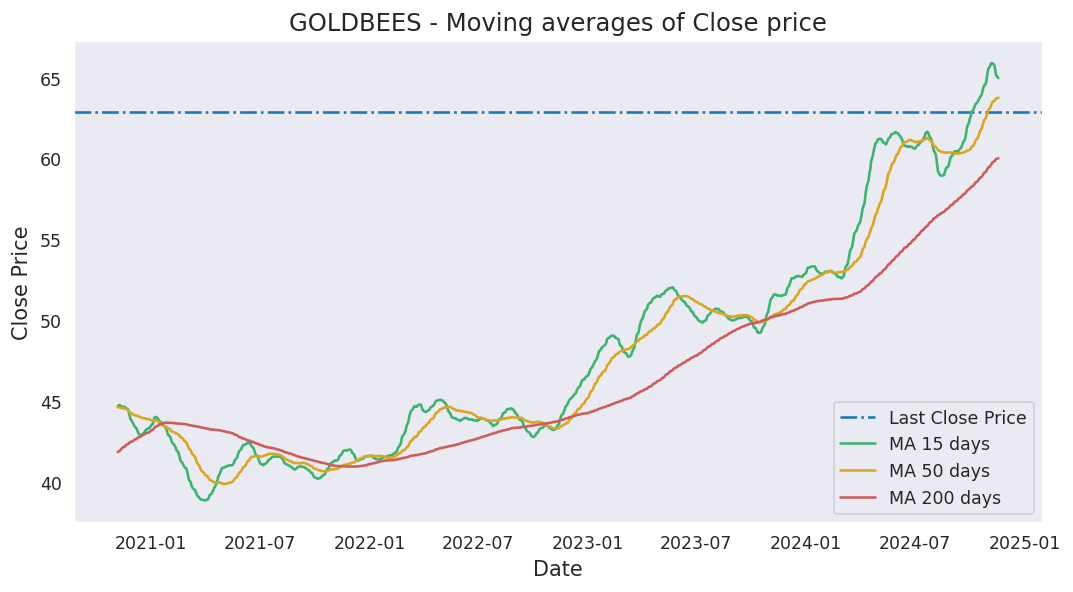 GOLDBEES - Moving averages of Close price
Close Price
65
60
55
50
45
40
Last Close Price
MA 15 days
MA 50 days
MA 200 days
2021-01 2021-07 2022-01 2022-07 2023-01 2023-07 2024-01 2024-07 2025-01
Date